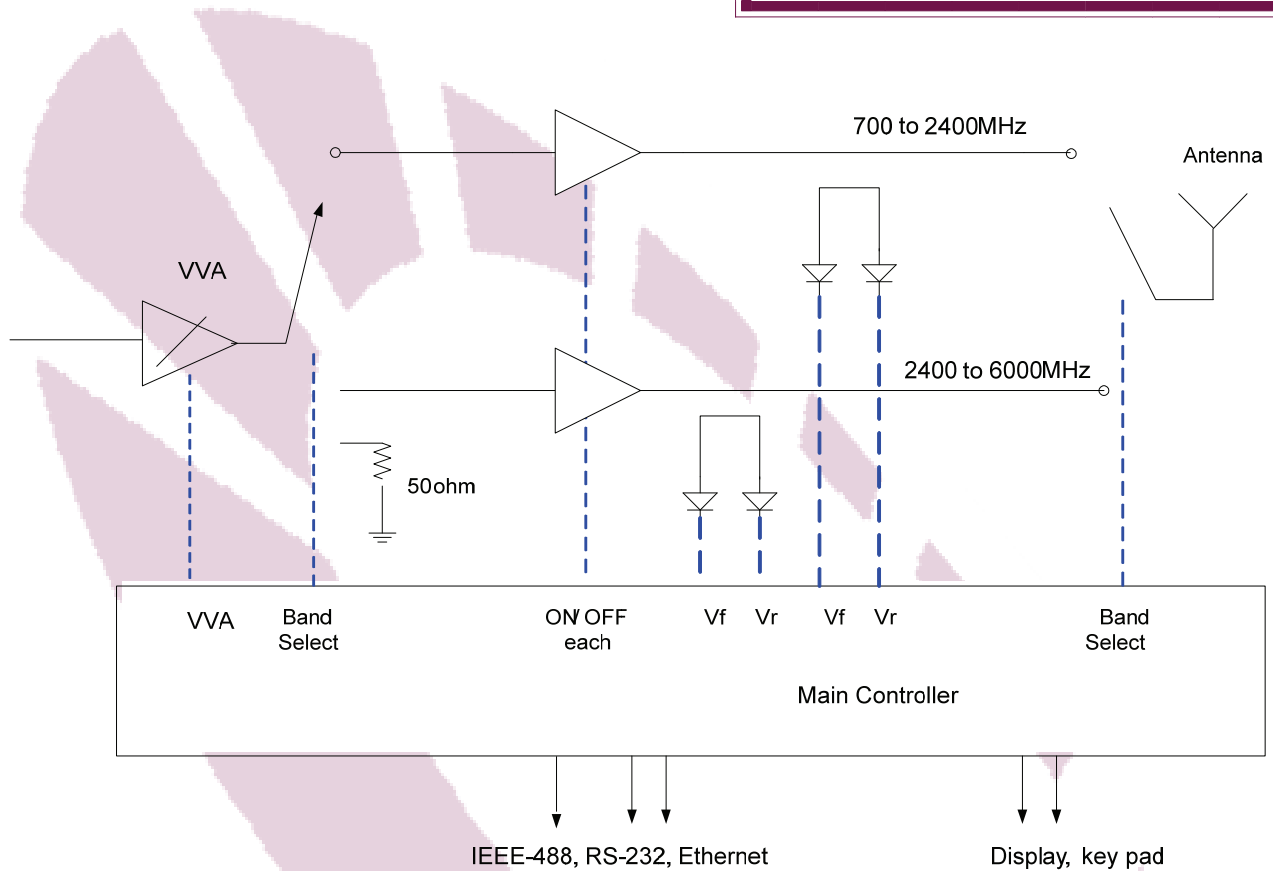 700 to 2400MHz
Antenna
VVA
2400 to 6000MHz
50ohm
VVA
Band
Select
ON/OFF
each
Vf
Vr
Vf
Vr
Band
Select
Main Controller
IEEE-488, RS-232, Ethernet
Display, key pad